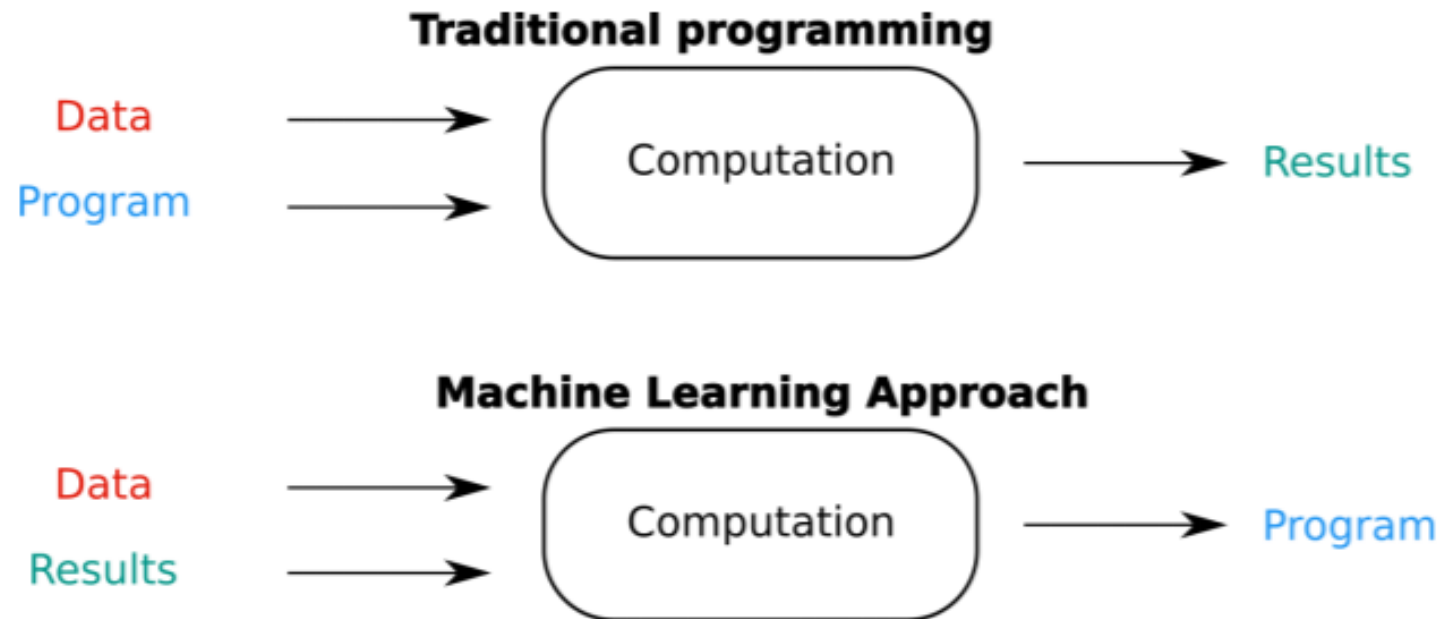 Traditional programming
Data
Program
Computation
Results
Machine Learning Approach
Data
Results
Computation
Program